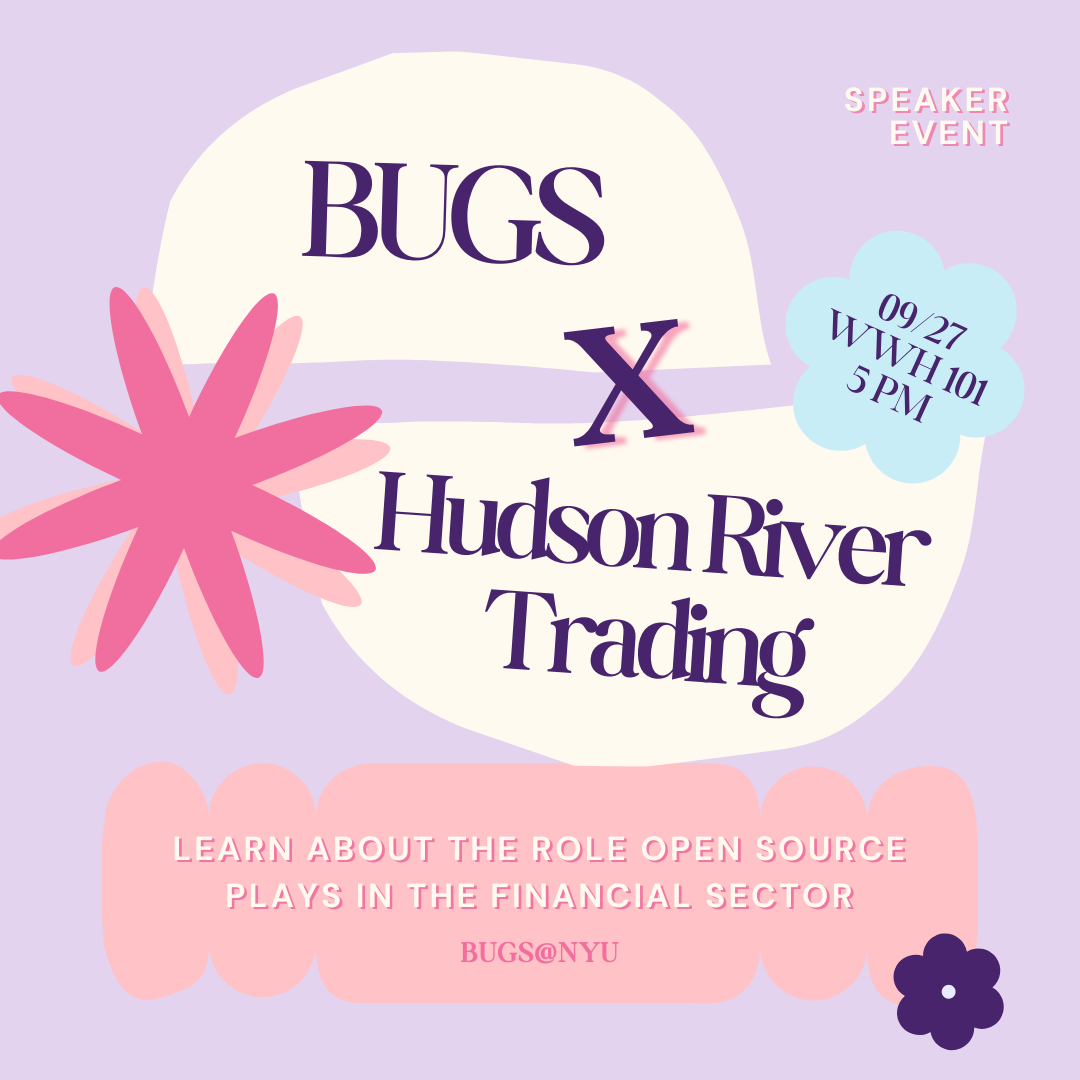 SPEAKER
EVENT
BUGS
X
09/27
WWH 101
5 PM
Hudson River
Trading
LEARN ABOUT THE ROLE OPEN SOURCE
PLAYS IN THE FINANCIAL SECTOR
BUGS@NYU